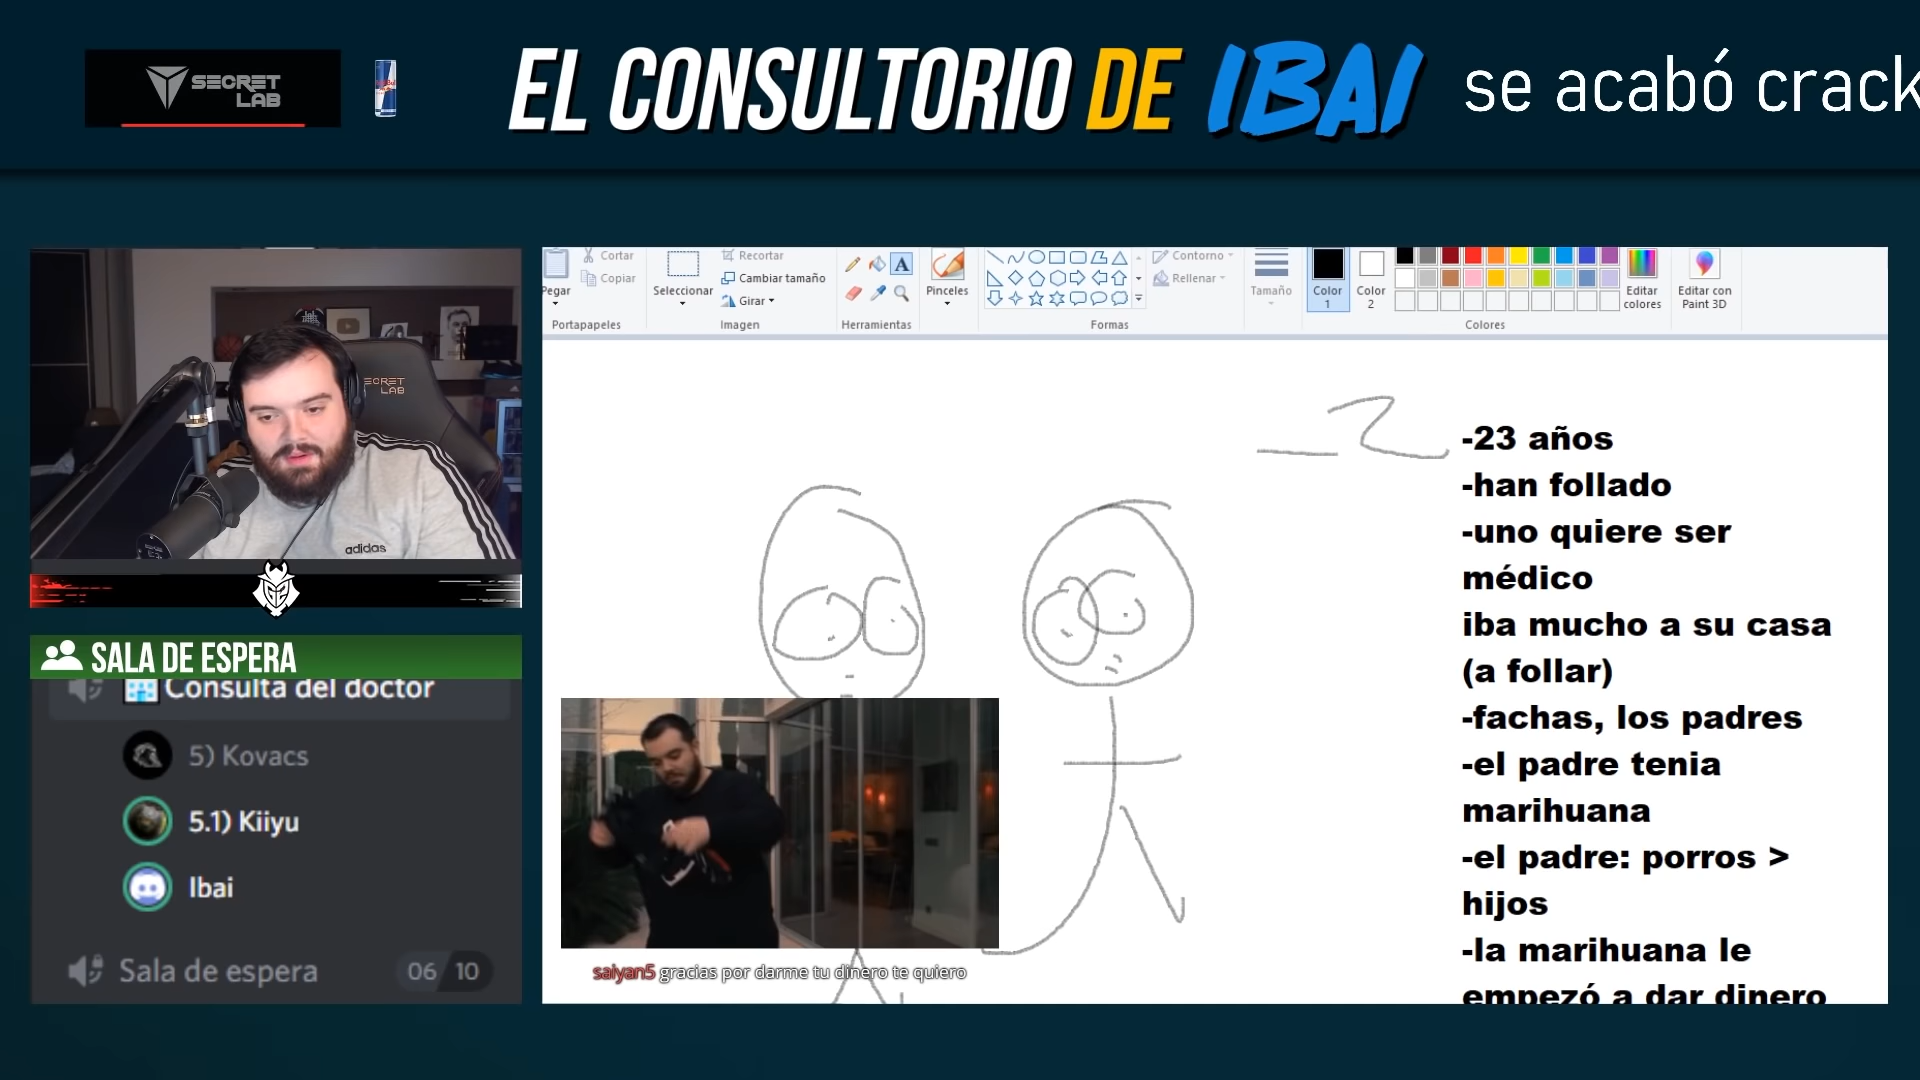 SECRET
LAB
EL CONSULTORIO DE IBAI
se acabó crack
Cortar
Copiar
Pegar
Portapapeles
Seleccionar
Recortar
Cambiar tamaño
Girar
Imagen
Herramientas
Pinceles
Formas
Contorno
Rellenar
Tamaño
Color
1
Color
2
Editar
colores
Editar con
Paint 3D
Colores
ECRET
LAB
adidas
SALA DE ESPERA
Consulta del doctor
5) Kovacs
5.1) Kiiyu
Ibai
Sala de espera
06 10
-23 años
-han follado
-uno quiere ser
médico
iba mucho a su casa
(a follar)
-fachas, los padres
-el padre tenia
marihuana
-el padre: porros >
hijos
-la marihuana le
empezó a dar dinero
saiyan5 gracias por darme tu dinero te quiero